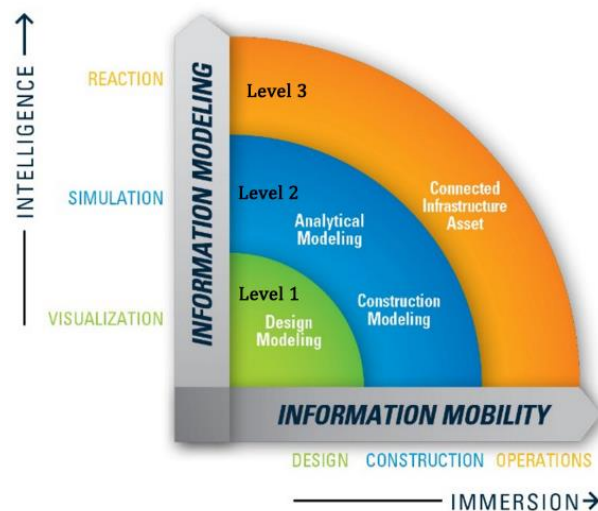 INTELLIGENCE
REACTION
SIMULATION
VISUALIZATION
INFORMATION MODELING
Level 3
Connected
Infrastructure
Asset
Level 2
Analytical
Modeling
Construction
Modeling
Level 1
Design
Modeling
INFORMATION MOBILITY
DESIGN CONSTRUCTION OPERATIONS
IMMERSION